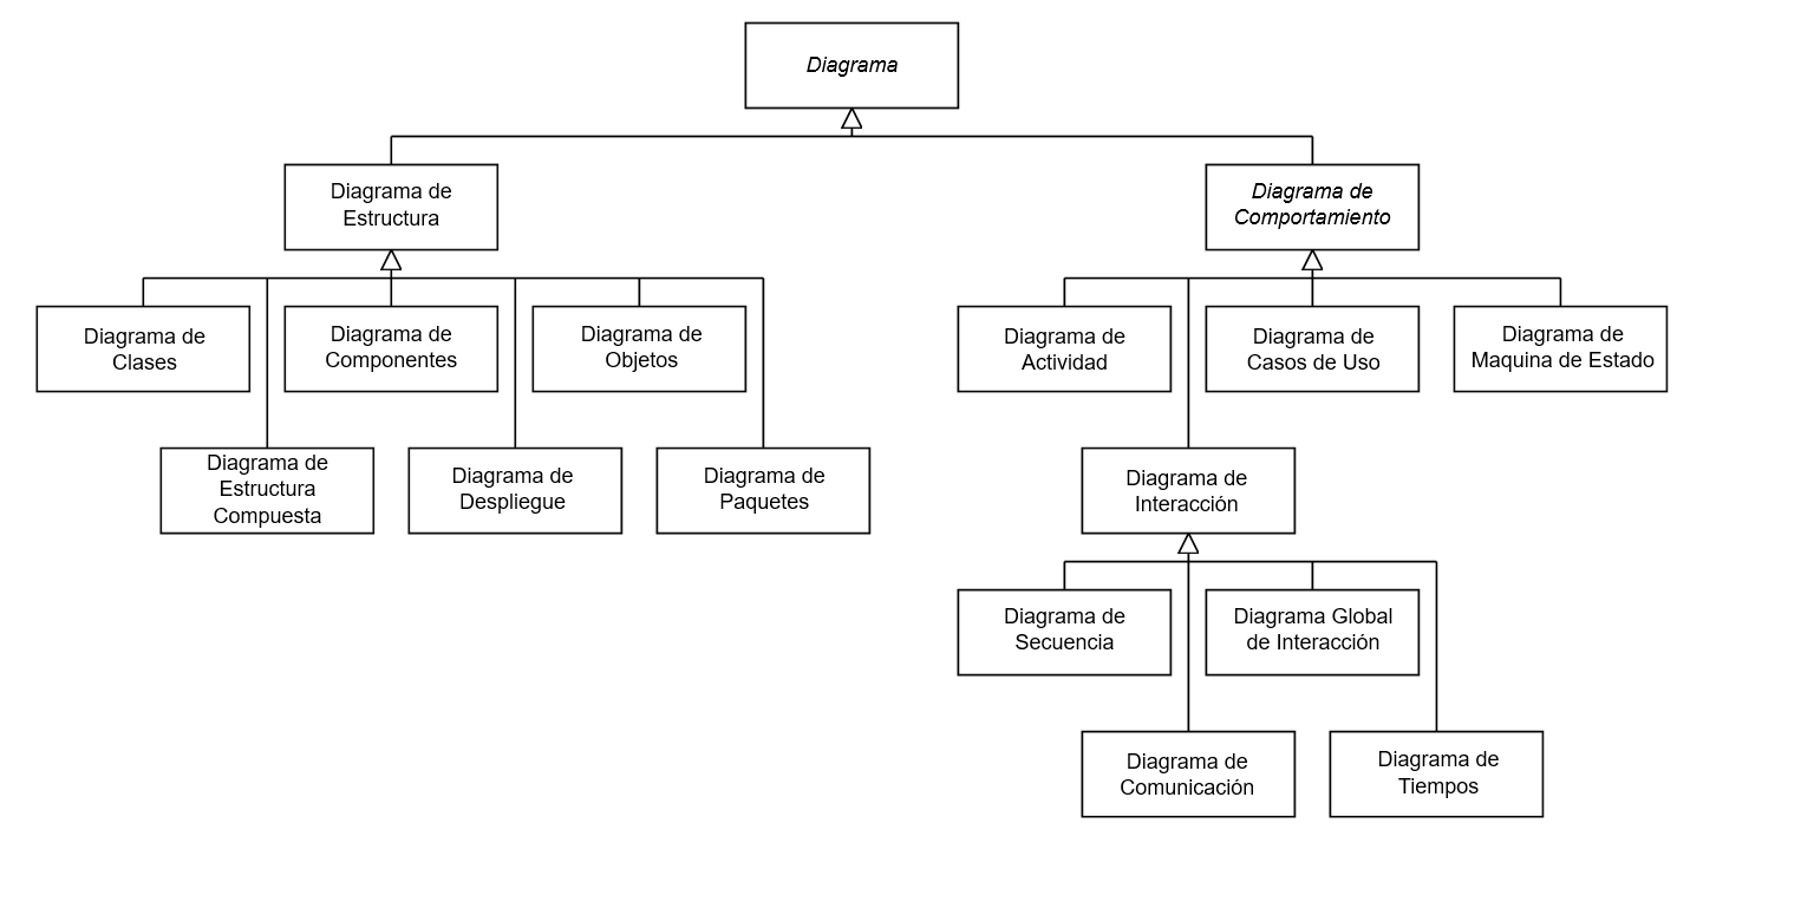 Diagrama
Diagrama de
Estructura
Diagrama de
Comportamiento
Diagrama de
Clases
Diagrama de
Componentes
Diagrama de
Objetos
Diagrama de
Actividad
Diagrama de
Casos de Uso
Diagrama de
Maquina de Estado
Diagrama de
Estructura
Compuesta
Diagrama de
Despliegue
Diagrama de
Paquetes
Diagrama de
Interacción
Diagrama de
Secuencia
Diagrama Global
de Interacción
Diagrama de
Comunicación
Diagrama de
Tiempos